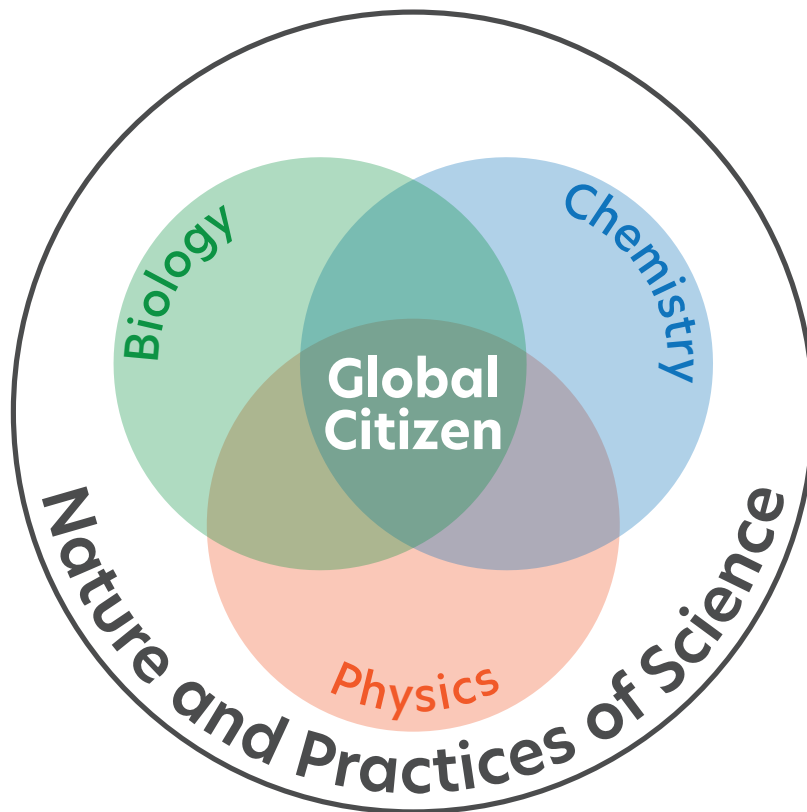 Biology
Chemistry
Global
Citizen
Physics
Nature and Practices of Science